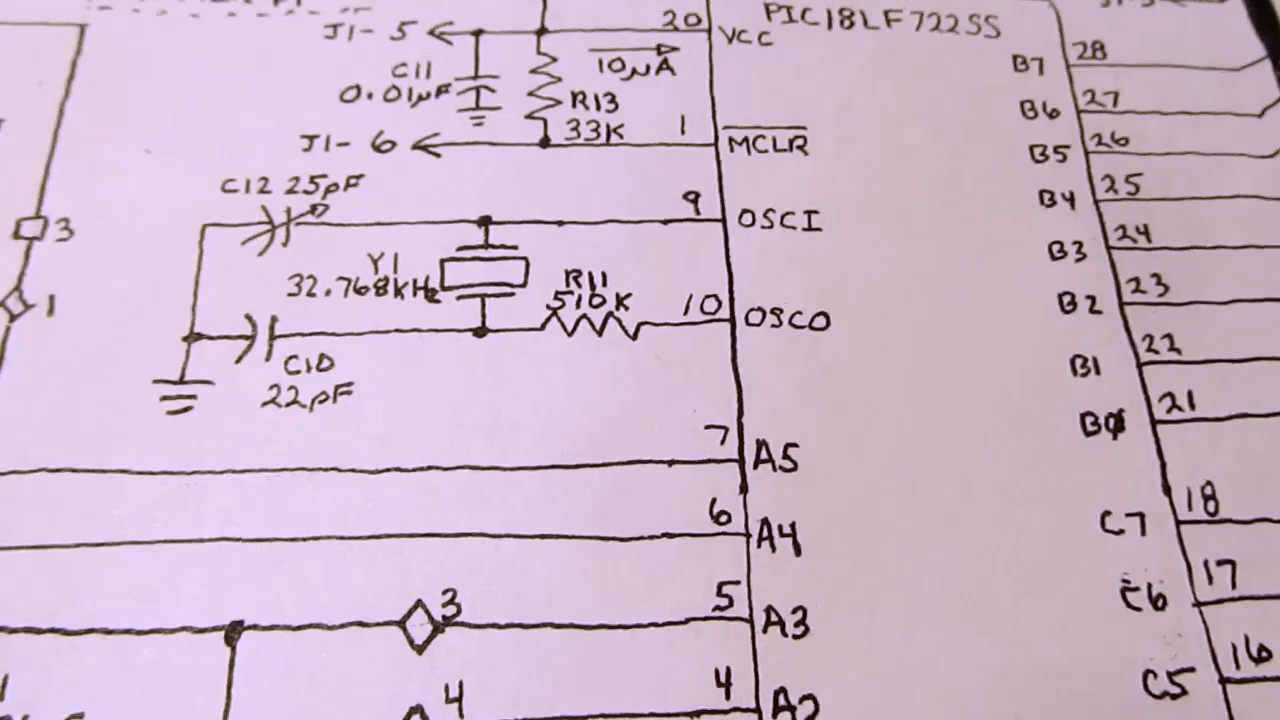 J1-5
20
VCC
PIC18LF722SS
C11
0.01µF
10µA
R13
33K
J1-6
1
MCLR
C12 25pF
9
OSCI
Y1
32.768kHz
R11
510K
10
OSCO
C10
22pF
7
A5
6
A4
3
5
A3
4
4
A2
3
1
B7
28
B6
27
B5
26
B4
25
B3
24
B2
23
B1
22
B0
21
C7
18
C6
17
C5
16